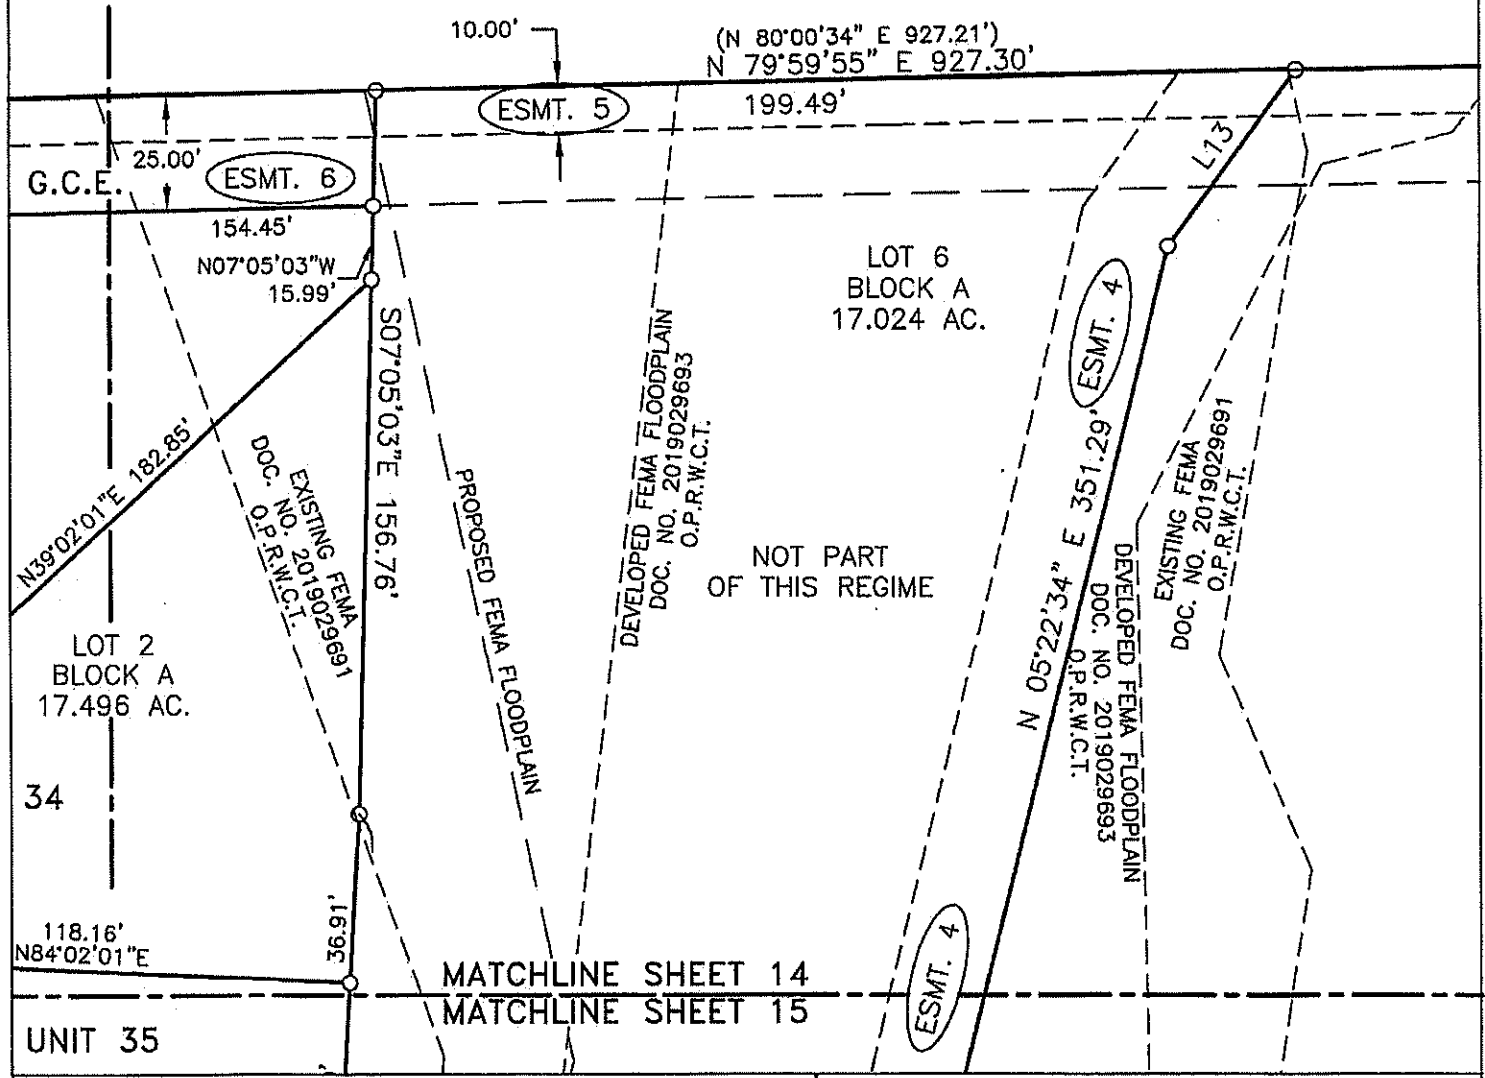 10.00'
(N 80°00'34" E 927.21')
N 79°59'55" E 927.30'
ESMT. 5
199.49'
25.00'
G.C.E.
ESMT. 6
L13
154.45'
N07°05'03"W
15.99'
LOT 6
BLOCK A
17.024 AC.
ESMT. 4
S07°05'03"E 156.76'
N39°02'01"E 182.85'
EXISTING FEMA
DOC. NO. 2019029691
O.P.R.W.C.T.
PROPOSED FEMA FLOODPLAIN
DEVELOPED FEMA FLOODPLAIN
DOC. NO. 2019029693
O.P.R.W.C.T.
NOT PART
OF THIS REGIME
N 05°22'34" E 351.29'
DEVELOPED FEMA FLOODPLAIN
DOC. NO. 2019029693
O.P.R.W.C.T.
EXISTING FEMA
DOC. NO. 2019029691
O.P.R.W.C.T.
LOT 2
BLOCK A
17.496 AC.
34
36.91'
118.16'
N84°02'01"E
ESMT. 4
MATCHLINE SHEET 14
MATCHLINE SHEET 15
UNIT 35